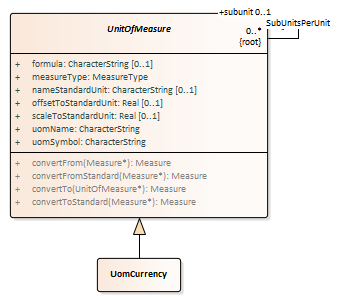 +subunit 0..1
UnitOfMeasure
SubUnitsPerUnit
0..*
{root}
+ formula: CharacterString [0..1]
+ measureType: MeasureType
+ nameStandardUnit: CharacterString [0..1]
+ offsetToStandardUnit: Real [0..1]
+ scaleToStandardUnit: Real [0..1]
+ uomName: CharacterString
+ uomSymbol: CharacterString
+ convertFrom(Measure*): Measure
+ convertFromStandard(Measure*): Measure
+ convertTo(UnitOfMeasure*): Measure
+ convertToStandard(Measure*): Measure
UomCurrency